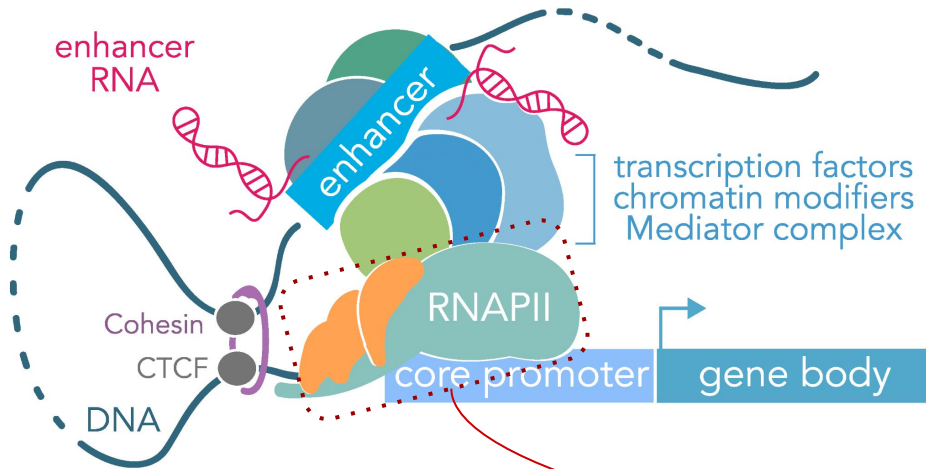 enhancer
RNA
enhancer
transcription factors
chromatin modifiers
Mediator complex
RNAPII
Cohesin
CTCF
core promoter
gene body
DNA